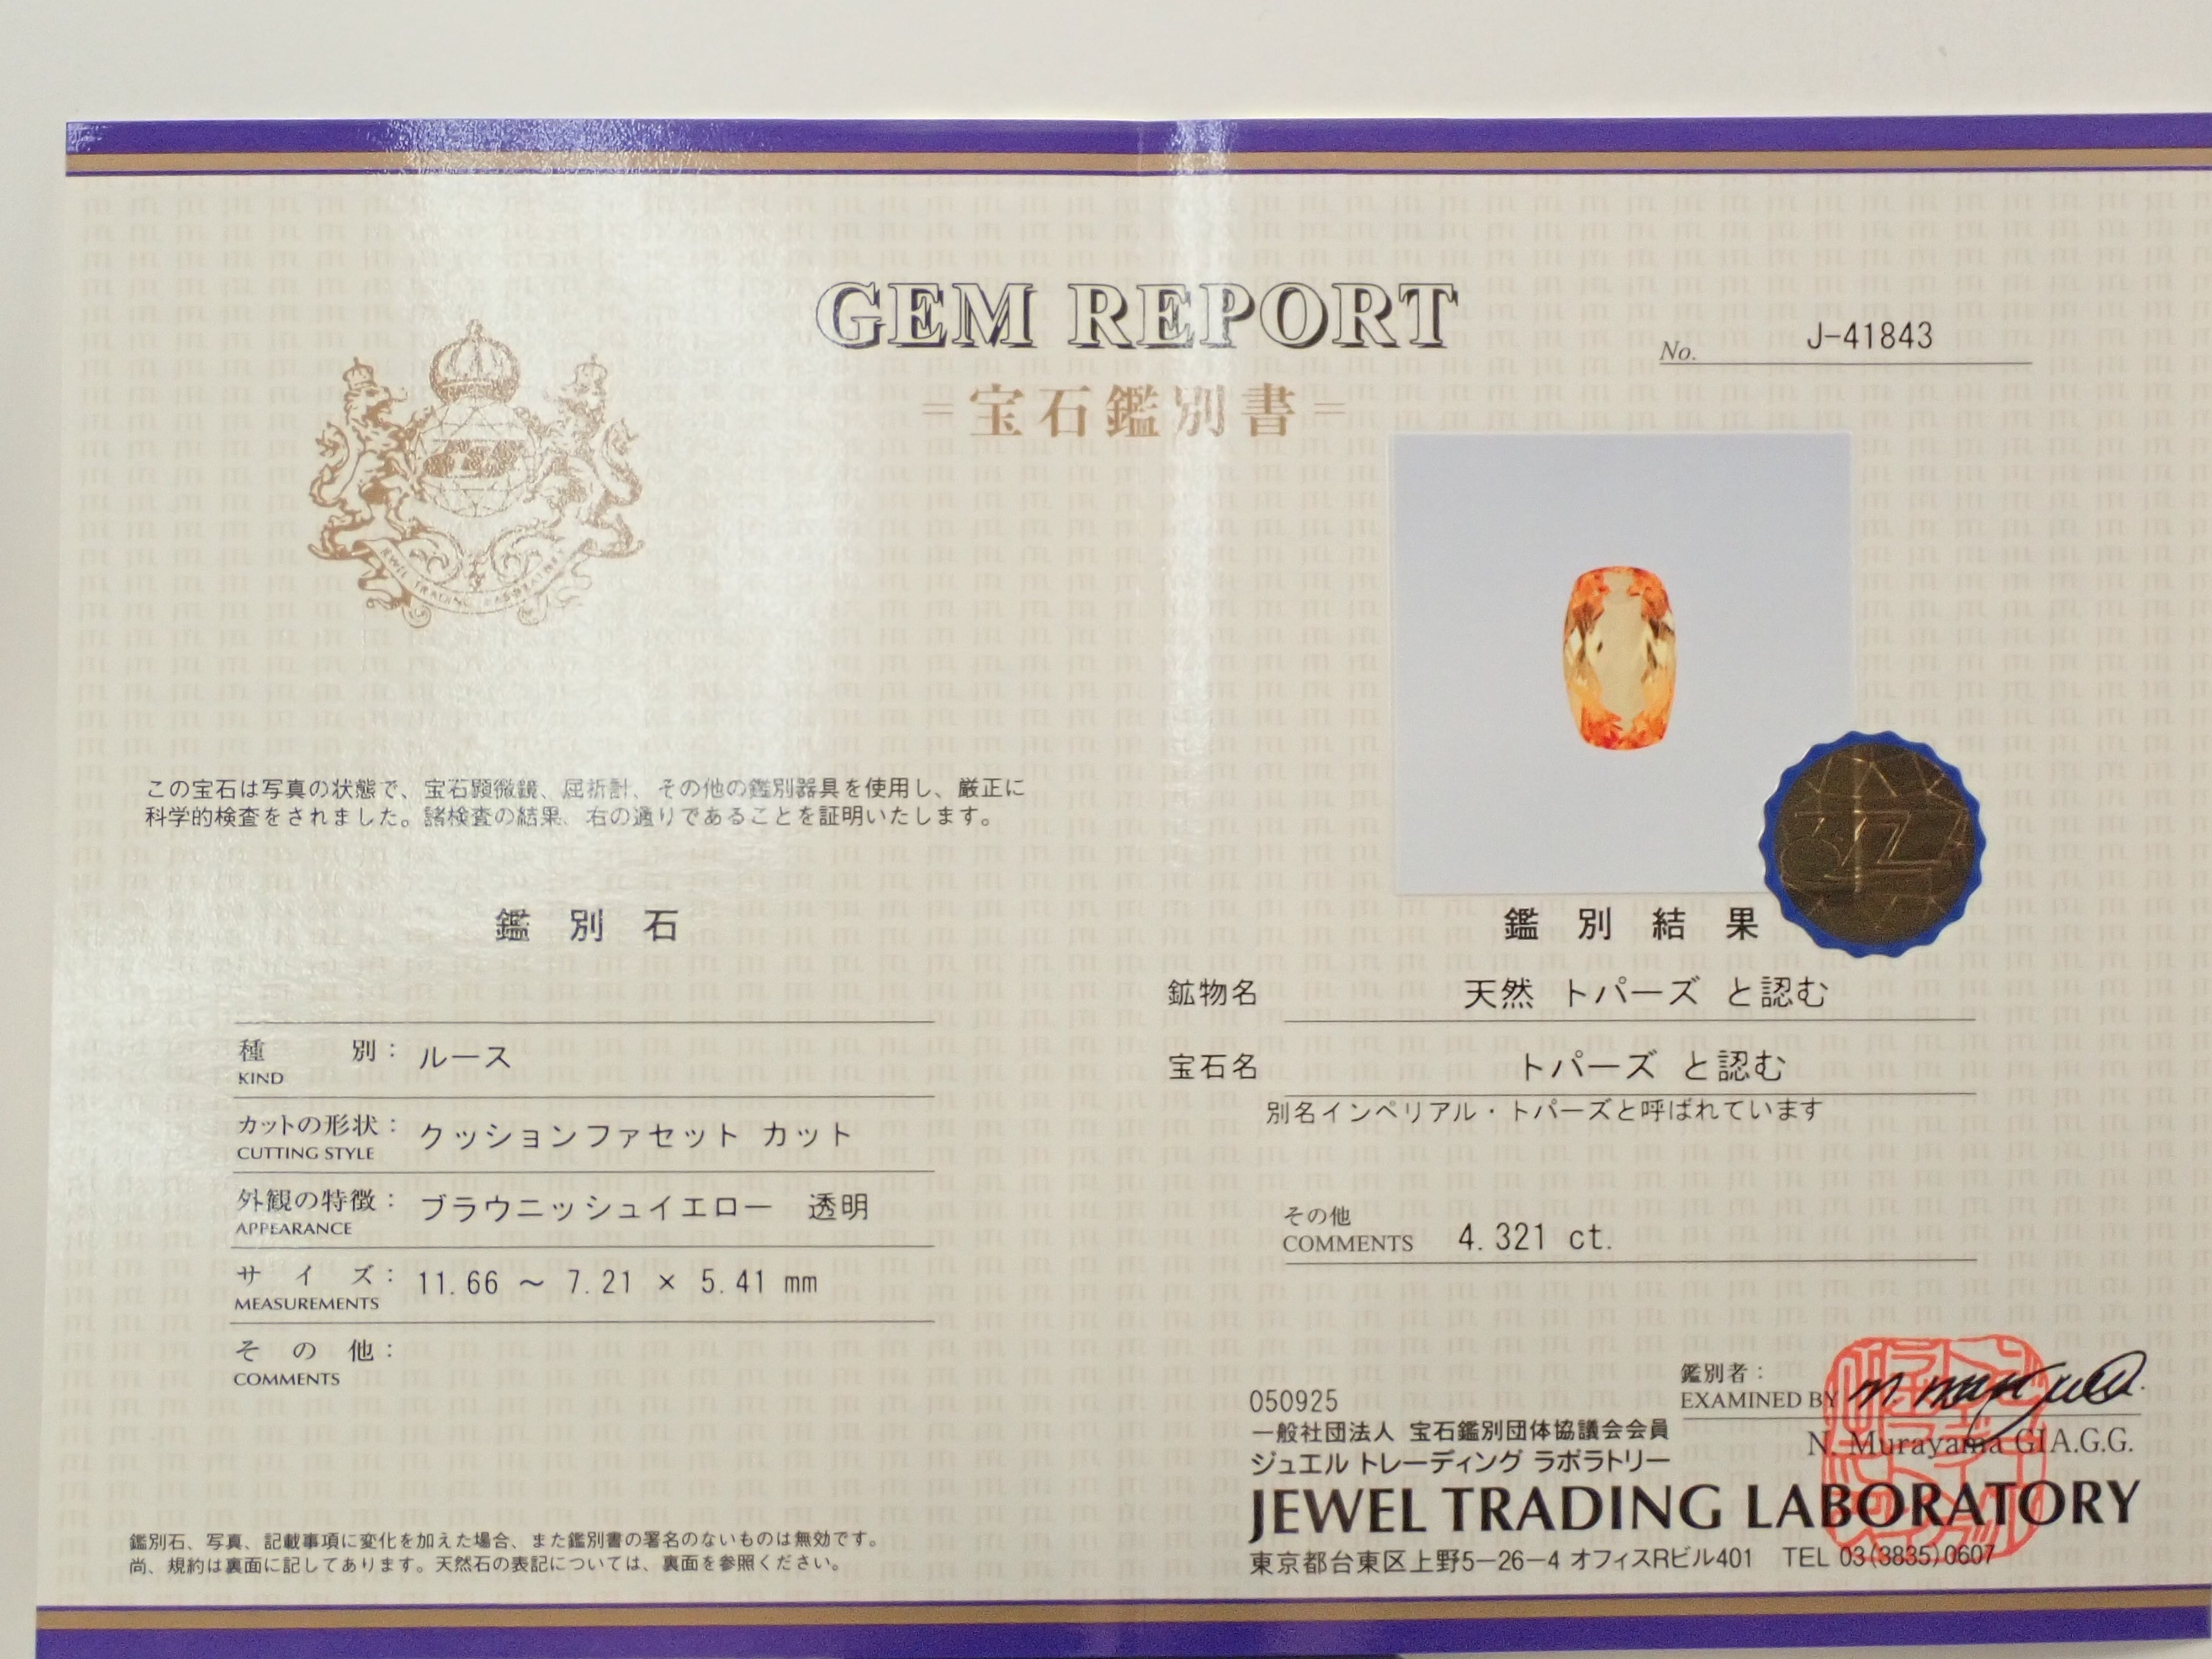 GEM REPORT
=宝石鑑別書=
No. J-41843
この宝石は写真の状態で、宝石顕微鏡、屈折計、その他の鑑別器具を使用し、厳正に
科学的検査をされました。諸検査の結果、右の通りであることを証明いたします。
鑑別石
種別: ルース
KIND
カットの形状: クッションファセット カット
CUTTING STYLE
外観の特徴: ブラウニッシュイエロー 透明
APPEARANCE
サイズ: 11.66 ～ 7.21 × 5.41 mm
MEASUREMENTS
その他:
COMMENTS
鑑別石、写真、記載事項に変化を加えた場合、また鑑別書の署名のないものは無効です。
尚、規約は裏面に記してあります。天然石の表記については、裏面を参照ください。
鑑別結果
鉱物名 天然 トパーズ と認む
宝石名 トパーズ と認む
別名インペリアル・トパーズと呼ばれています
その他
COMMENTS 4.321 ct.
鑑別者:
EXAMINED BY
N. Murayama GIA.G.G.
050925
一般社団法人 宝石鑑別団体協議会会員
ジュエル トレーディング ラボラトリー
JEWEL TRADING LABORATORY
東京都台東区上野5－26－4 オフィスRビル401 TEL 03(3835)0607